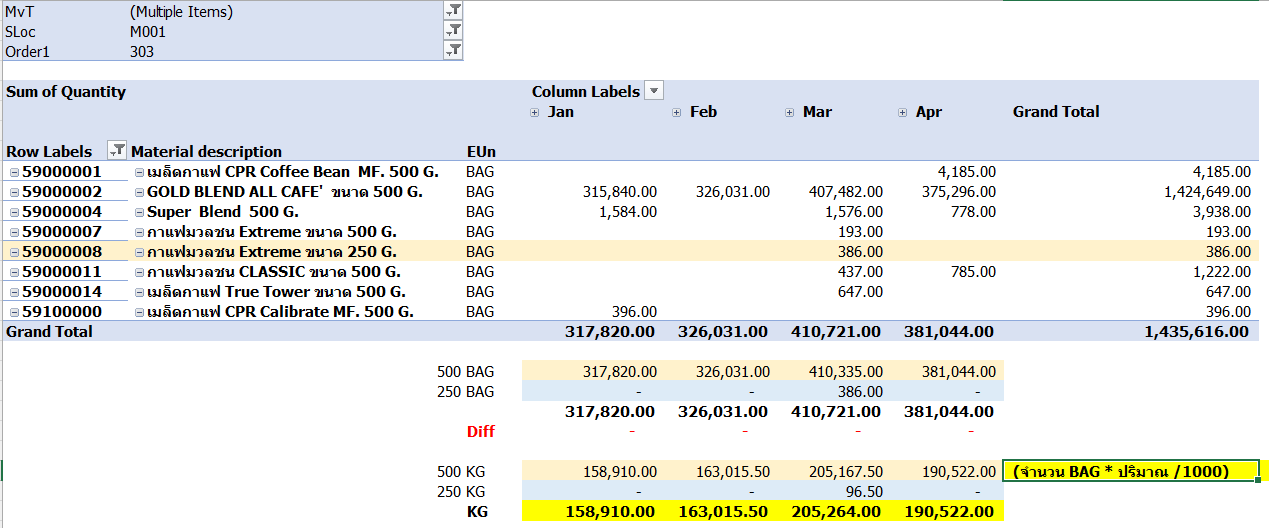 MvT (Multiple Items)
SLoc M001
Order1 303
Sum of Quantity Column Labels
Jan Feb Mar Apr Grand Total
Row Labels Material description EUn
59000001 เมล็ดกาแฟ CPR Coffee Bean MF. 500 G. BAG 4,185.00 4,185.00
59000002 GOLD BLEND ALL CAFE' ขนาด 500 G. BAG 315,840.00 326,031.00 407,482.00 375,296.00 1,424,649.00
59000004 Super Blend 500 G. BAG 1,584.00 1,576.00 778.00 3,938.00
59000007 กาแฟมวลชน Extreme ขนาด 500 G. BAG 193.00 193.00
59000008 กาแฟมวลชน Extreme ขนาด 250 G. BAG 386.00 386.00
59000011 กาแฟมวลชน CLASSIC ขนาด 500 G. BAG 437.00 785.00 1,222.00
59000014 เมล็ดกาแฟ True Tower ขนาด 500 G. BAG 647.00 647.00
59100000 เมล็ดกาแฟ CPR Calibrate MF. 500 G. BAG 396.00 396.00
Grand Total 317,820.00 326,031.00 410,721.00 381,044.00 1,435,616.00
500 BAG 317,820.00 326,031.00 410,335.00 381,044.00
250 BAG - - 386.00 -
317,820.00 326,031.00 410,721.00 381,044.00
Diff - - - -
500 KG 158,910.00 163,015.50 205,167.50 190,522.00 (จำนวน BAG * ปริมาณ /1000)
250 KG - - 96.50 -
KG 158,910.00 163,015.50 205,264.00 190,522.00